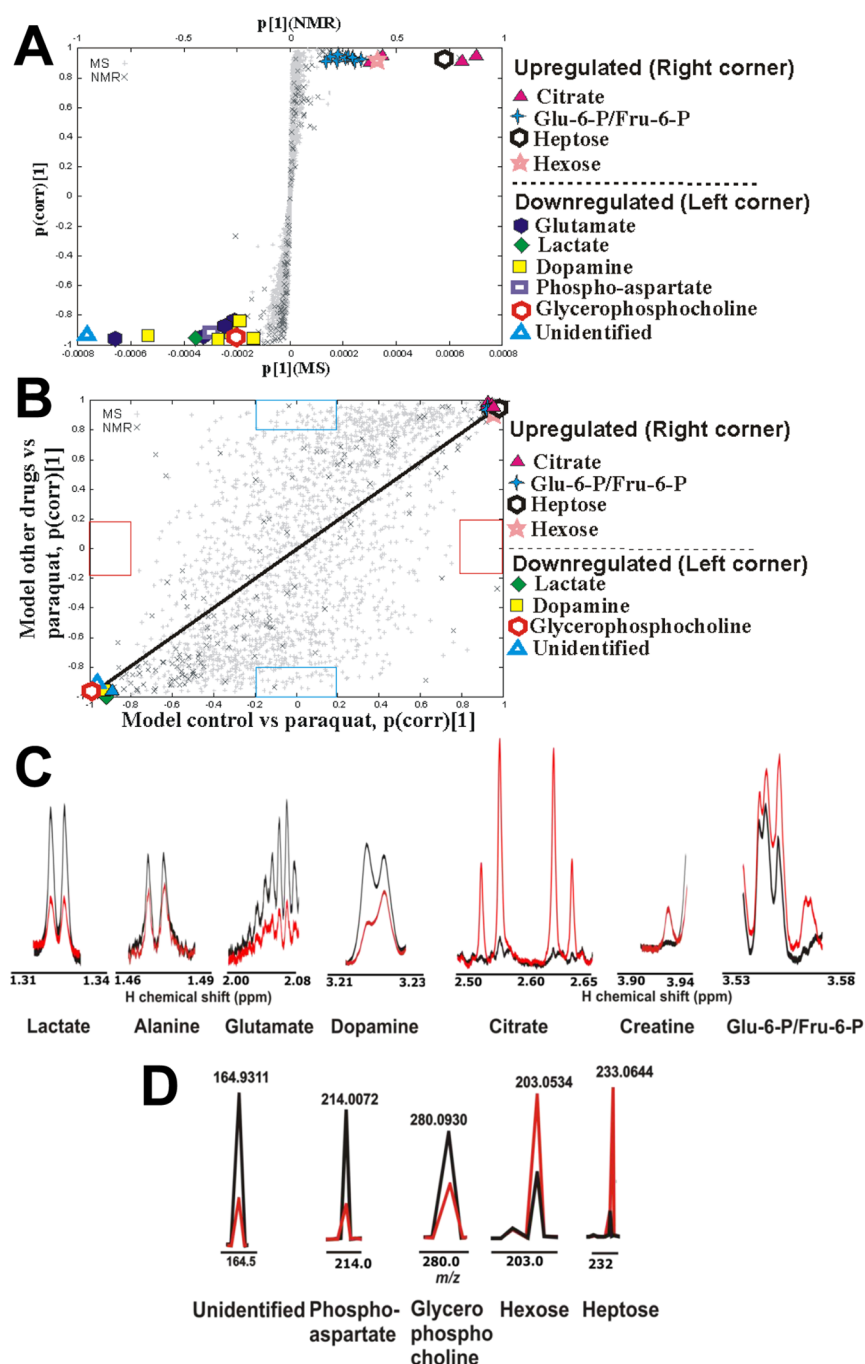 A
p[1](NMR)
-0.8 -0.4 0 0.4 0.8
MS
NMR
1
0.8
0.6
0.4
0.2
0
-0.2
-0.4
-0.6
-0.8
-1
p(corr)[1]
-0.0008 -0.0006 -0.0004 -0.0002 0 0.0002 0.0004 0.0006 0.0008
p[1](MS)
Upregulated (Right corner)
Citrate
Glu-6-P/Fru-6-P
Heptose
Hexose
Downregulated (Left corner)
Glutamate
Lactate
Dopamine
Phospho-aspartate
Glycerophosphocholine
Unidentified
B
MS
NMR
1
0.8
0.6
0.4
0.2
0
-0.2
-0.4
-0.6
-0.8
-1
Model other drugs vs
paraquat, p(corr)[1]
-1 -0.8 -0.6 -0.4 -0.2 0 0.2 0.4 0.6 0.8 1
Model control vs paraquat, p(corr)[1]
Upregulated (Right corner)
Citrate
Glu-6-P/Fru-6-P
Heptose
Hexose
Downregulated (Left corner)
Lactate
Dopamine
Glycerophosphocholine
Unidentified
C
1.31 1.34 1.46 1.49 2.00 2.08 3.21 3.23 2.50 2.60 2.65 3.90 3.94 3.53 3.58
H chemical shift (ppm) H chemical shift (ppm)
Lactate Alanine Glutamate Dopamine Citrate Creatine Glu-6-P/Fru-6-P
D
164.9311 214.0072 280.0930 203.0534 233.0644
164.5 214.0 280.0 203.0 232
m/z
Unidentified Phospho- Glycero Hexose Heptose
aspartate phospho
choline